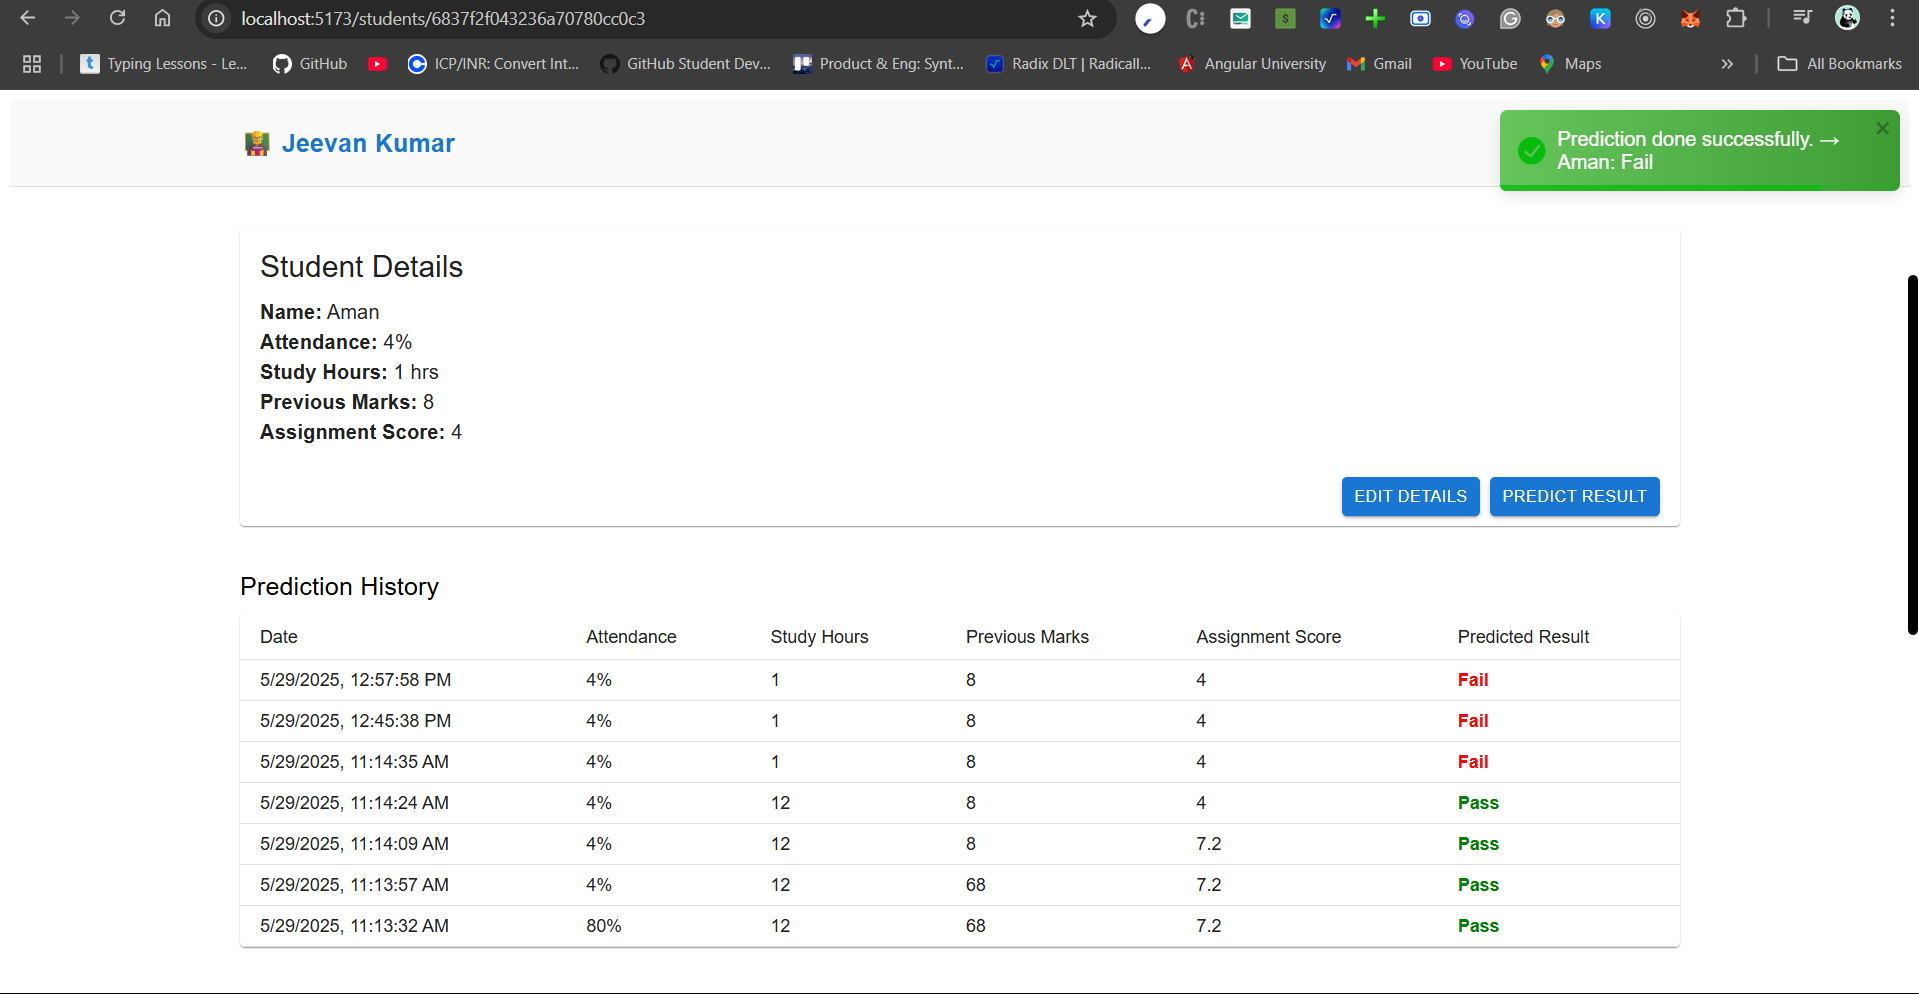 localhost:5173/students/6837f2f043236a70780cc0c3
Typing Lessons - Le... GitHub ICP/INR: Convert Int... GitHub Student Dev... Product & Eng: Synt... Radix DLT | Radicall... Angular University Gmail YouTube Maps » All Bookmarks
Jeevan Kumar
Prediction done successfully. →
Aman: Fail
Student Details
Name: Aman
Attendance: 4%
Study Hours: 1 hrs
Previous Marks: 8
Assignment Score: 4
EDIT DETAILS PREDICT RESULT
Prediction History
Date Attendance Study Hours Previous Marks Assignment Score Predicted Result
5/29/2025, 12:57:58 PM 4% 1 8 4 Fail
5/29/2025, 12:45:38 PM 4% 1 8 4 Fail
5/29/2025, 11:14:35 AM 4% 1 8 4 Fail
5/29/2025, 11:14:24 AM 4% 12 8 4 Pass
5/29/2025, 11:14:09 AM 4% 12 8 7.2 Pass
5/29/2025, 11:13:57 AM 4% 12 68 7.2 Pass
5/29/2025, 11:13:32 AM 80% 12 68 7.2 Pass